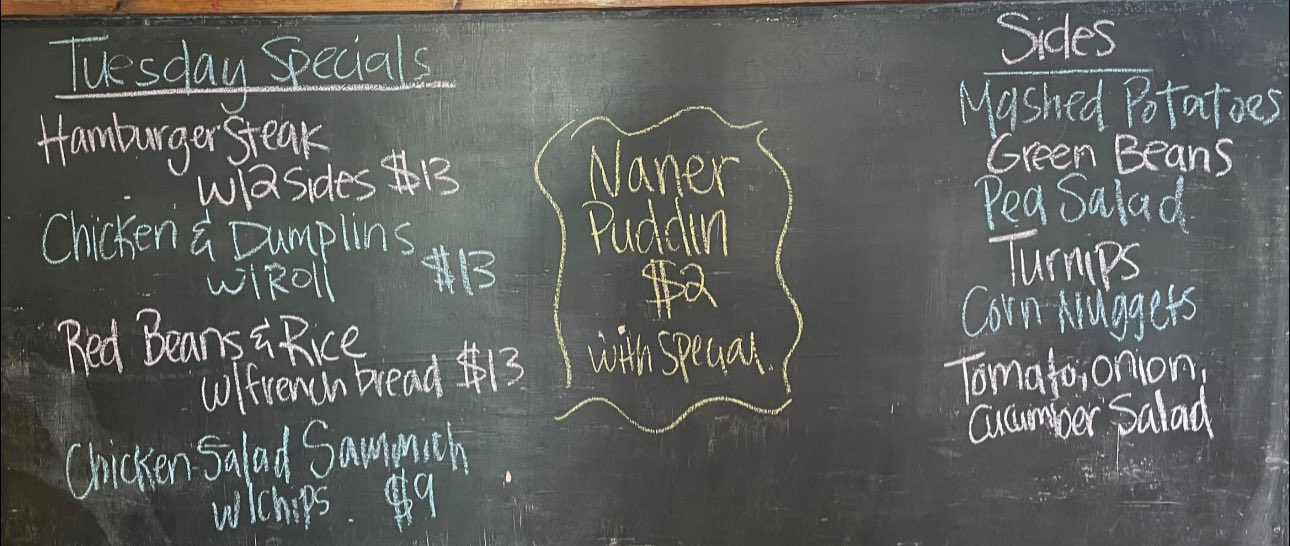 Tuesday Specials
Hamburger Steak
w/2 sides $13
Chicken & Dumplins
w/Roll $13
Red Beans & Rice
w/french bread $13
Chicken Salad Sammich
w/chips $9
Naner
Puddin
$2
with special.
Sides
Mashed Potatoes
Green Beans
Pea Salad
Turnips
Corn Nuggets
Tomato, onion,
cucumber Salad